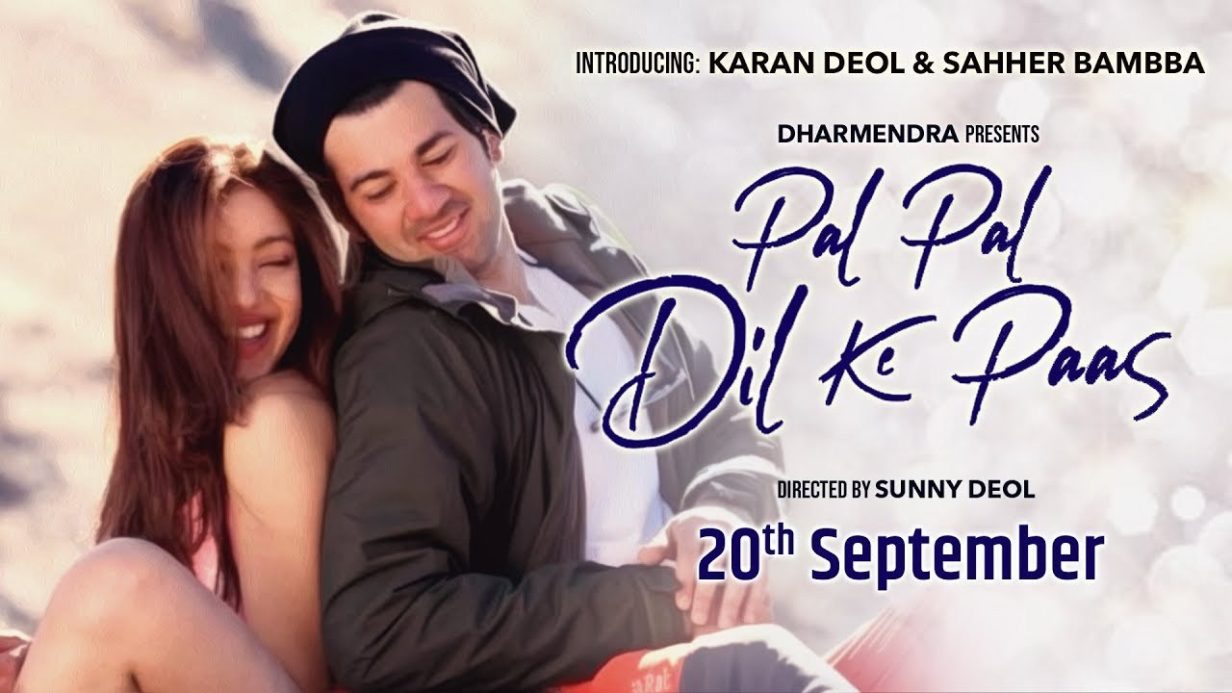 INTRODUCING: KARAN DEOL & SAHHER BAMBBA
DHARMENDRA PRESENTS
Pal Pal
Dil Ke Paas
DIRECTED BY SUNNY DEOL
20th September